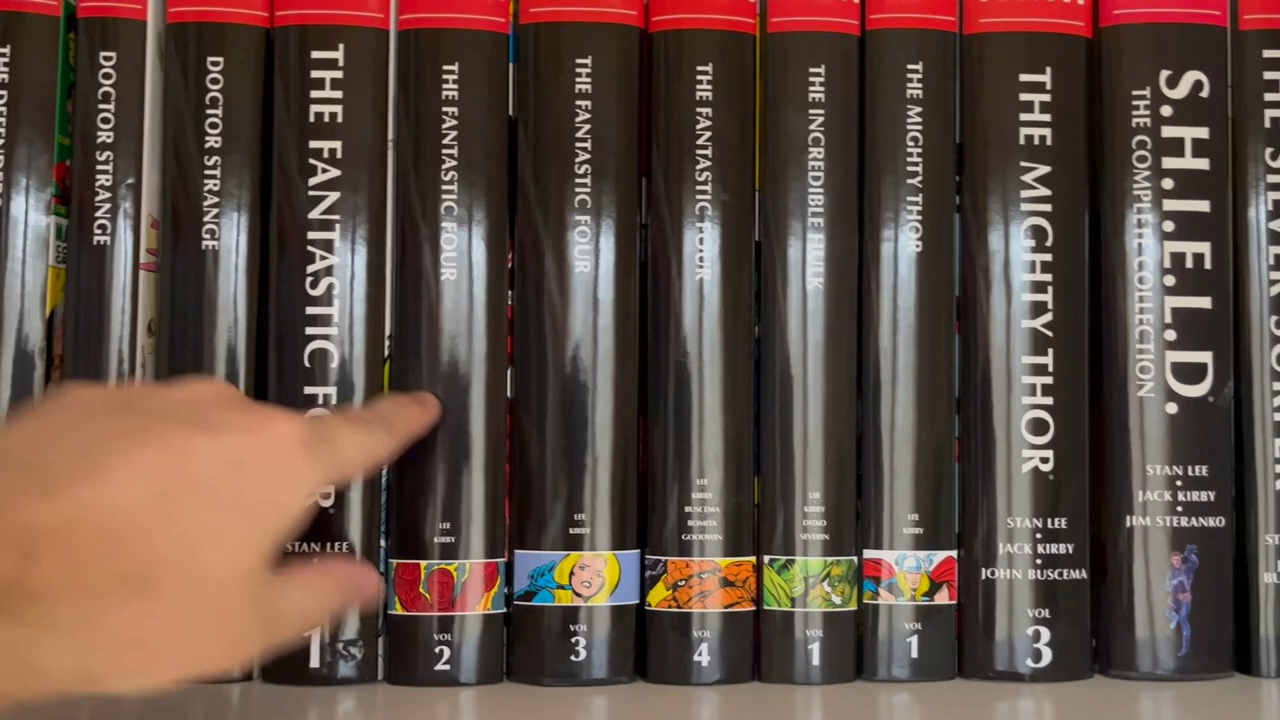 DOCTOR STRANGE
DOCTOR STRANGE
THE FANTASTIC
STAN LEE
1
THE FANTASTIC FOUR
LEE
KIRBY
VOL
2
THE FANTASTIC FOUR
LEE
KIRBY
VOL
3
THE FANTASTIC FOUR
LEE
KIRBY
BUSCEMA
ROMITA
GOODWIN
VOL
4
THE INCREDIBLE HULK
LEE
KIRBY
DITKO
SEVERIN
VOL
1
THE MIGHTY THOR
LEE
KIRBY
VOL
1
THE MIGHTY THOR
STAN LEE
JACK KIRBY
JOHN BUSCEMA
VOL
3
S.H.I.E.L.D.
THE COMPLETE COLLECTION
STAN LEE
JACK KIRBY
JIM STERANKO